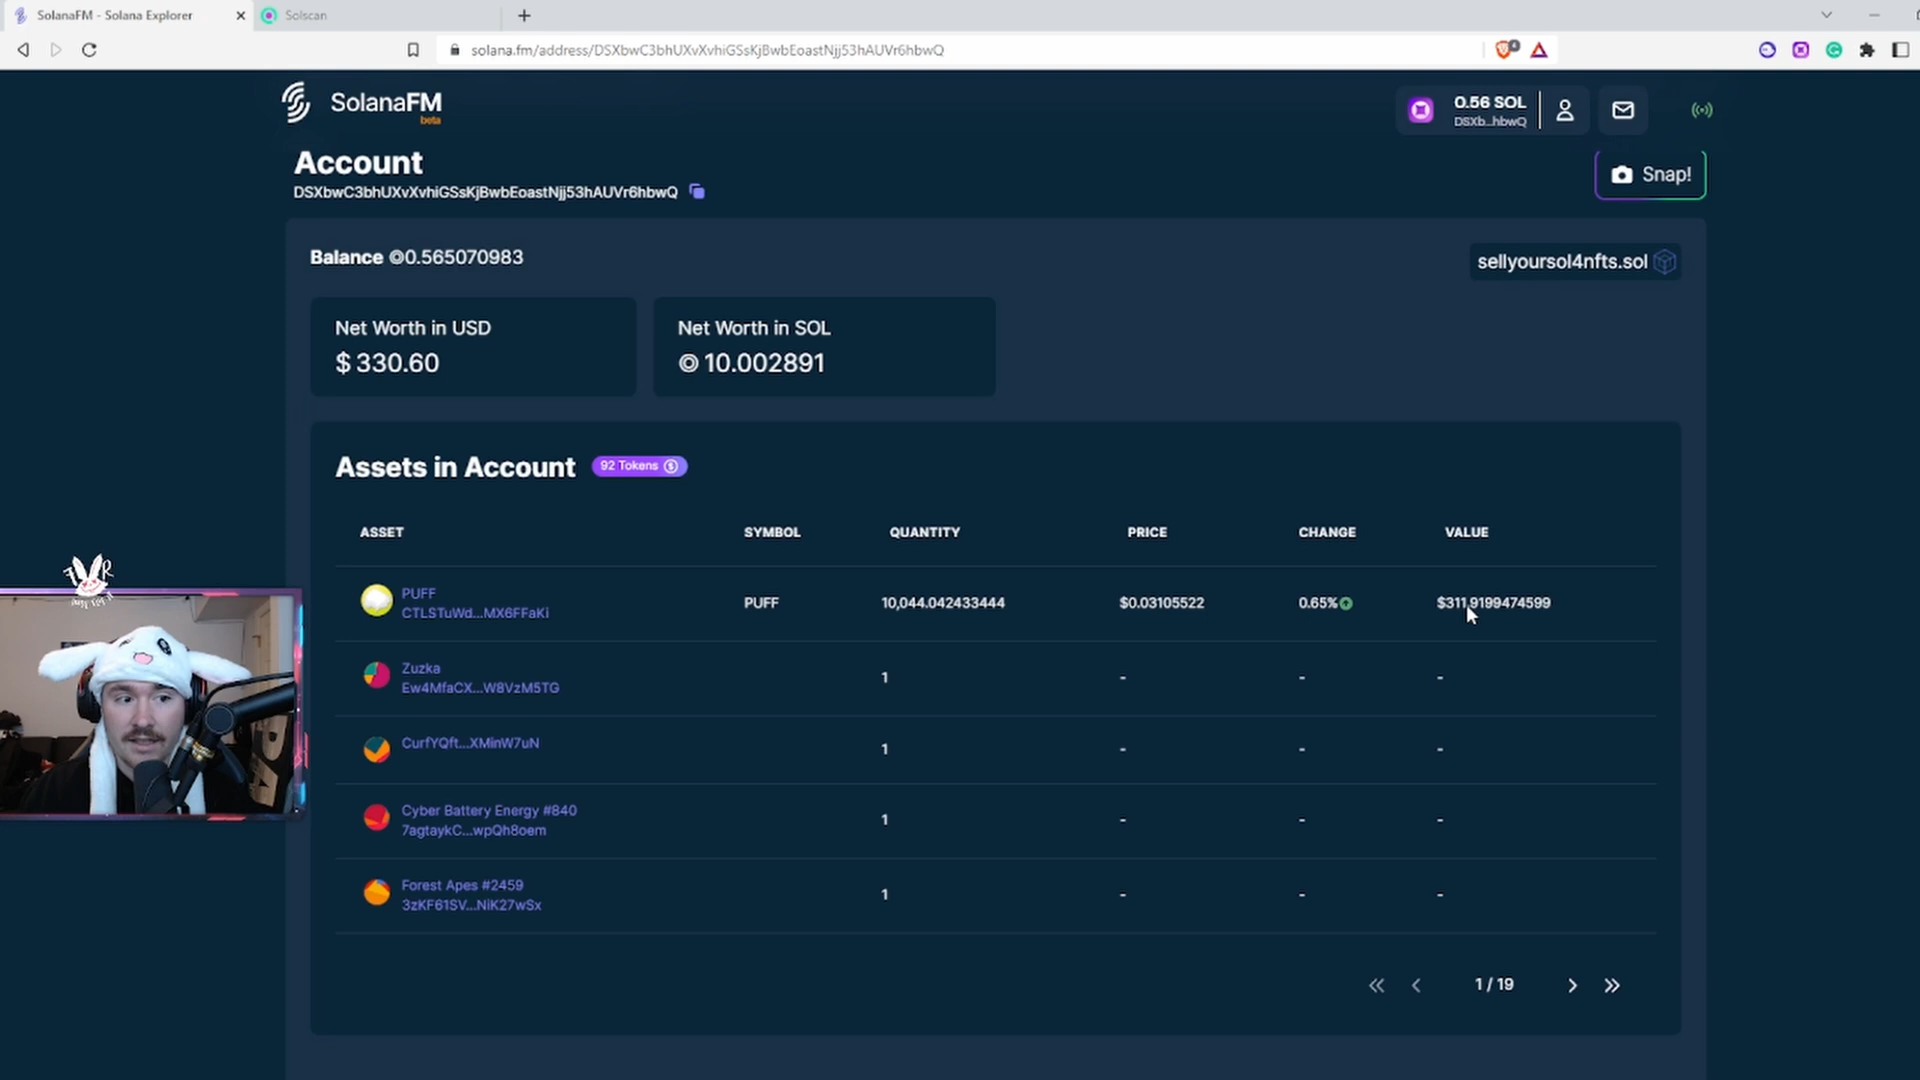 SolanaFM - Solana Explorer
Solscan
solana.fm/address/DSXbwC3bhUXvXvhiGSsKjBwbEoastNjj53hAUVr6hbwQ
SolanaFM
beta
0.56 SOL
DSXb...hbwQ
Account
DSXbwC3bhUXvXvhiGSsKjBwbEoastNjj53hAUVr6hbwQ
Snap!
Balance ◎0.565070983
sellyoursol4nfts.sol
Net Worth in USD
$ 330.60
Net Worth in SOL
◎ 10.002891
Assets in Account
92 Tokens
ASSET SYMBOL QUANTITY PRICE CHANGE VALUE
PUFF
CTLSTuWd...MX6FFaKi
PUFF 10,044.042433444 $0.03105522 0.65% $311.9199474599
Zuzka
Ew4MfaCX...W8VzM5TG
1 - - -
CurfYQft...XMinW7uN
1 - - -
Cyber Battery Energy #840
7agtaykC...wpQh8oem
1 - - -
Forest Apes #2459
3zKF61SV...NiK27wSx
1 - - -
1 / 19